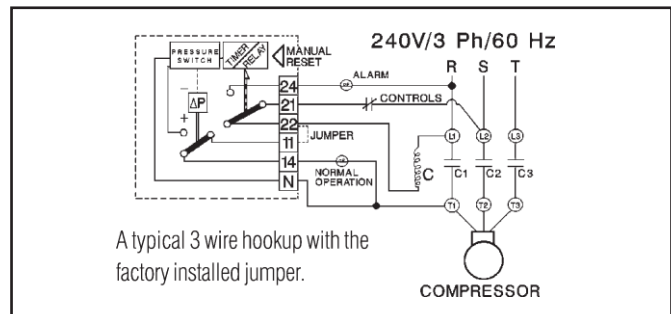 240V/3 Ph/60 Hz
R S T
PRESSURE
SWITCH
TIMER
RELAY
MANUAL
RESET
ALARM
CONTROLS
24
21
22
11
14
N
JUMPER
ΔP
−
+
NORMAL
OPERATION
C
L1 L2 L3
C1 C2 C3
T1 T2 T3
A typical 3 wire hookup with the
factory installed jumper.
COMPRESSOR